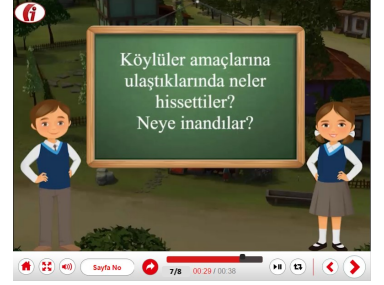 Köylüler amaçlarına
ulaştıklarında neler
hissettiler?
Neye inandılar?
Sayfa No
7/8
00:29 / 00:38